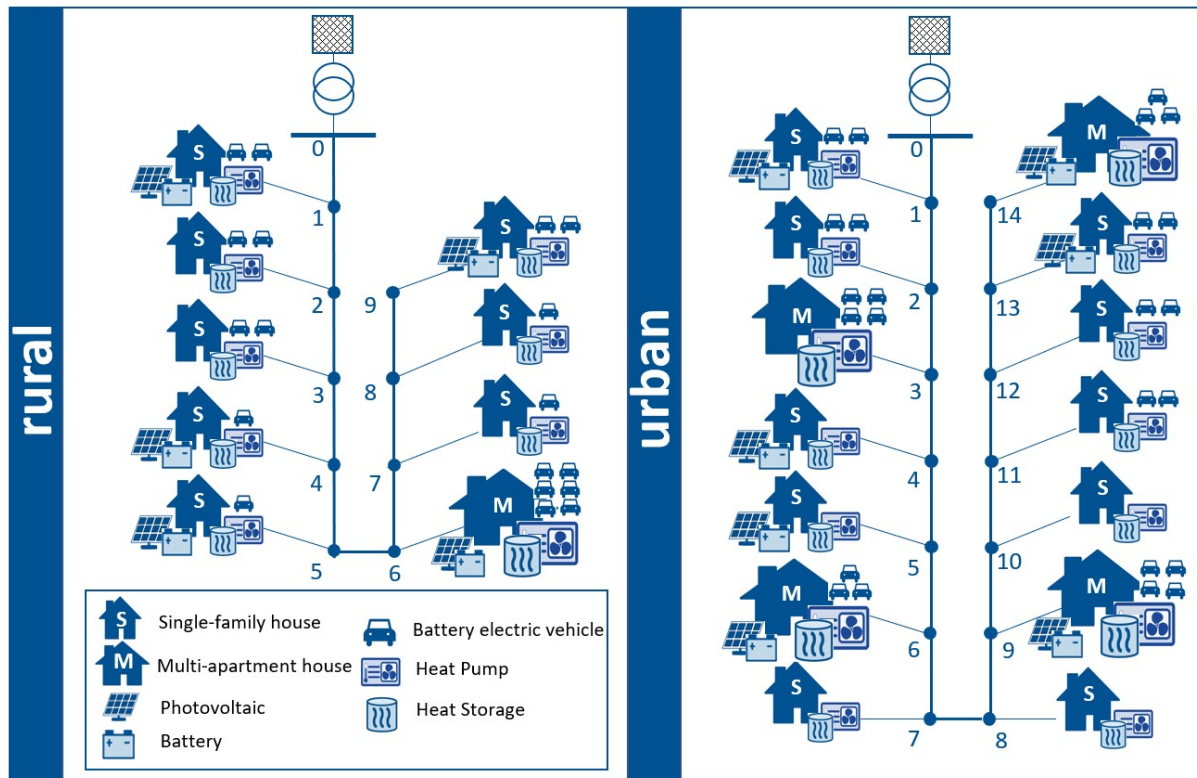 rural
0
S
1
S
S
2
9
S
S
3
8
S
S
4
7
S
M
5
6
S Single-family house
Battery electric vehicle
M Multi-apartment house
Heat Pump
Photovoltaic
Heat Storage
Battery
urban
M
S
0
1
14
S
S
2
13
M
S
3
12
S
S
4
11
S
S
5
10
M
M
6
9
S
S
7
8